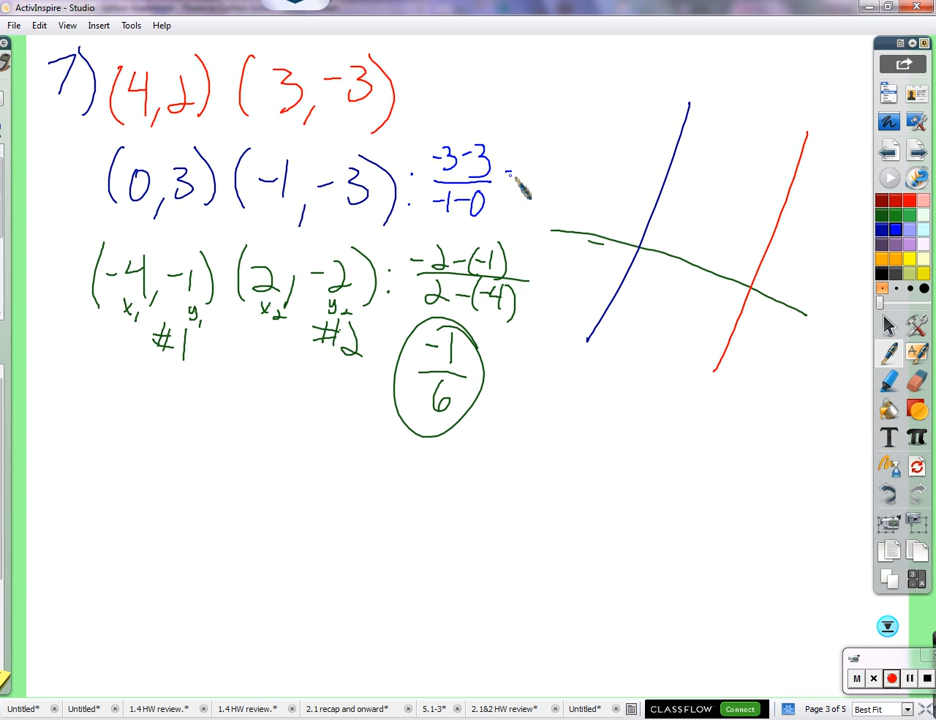 ActivInspire - Studio
File Edit View Insert Tools Help
7) (4,2) (3,-3)
(0,3) (-1,-3): -3-3
-1-0 =
(-4,-1) (2,-2): -2-(-1)
2-(-4)
x₁ y₁ x₂ y₂
#1 #2
-1
6
T π
M
Untitled* Untitled* 1.4 HW review.* 1.4 HW review.* 2.1 recap and onward* 5.1-3* 2.1&2 HW review* Untitled* CLASSFLOW Connect Page 3 of 5 Best Fit